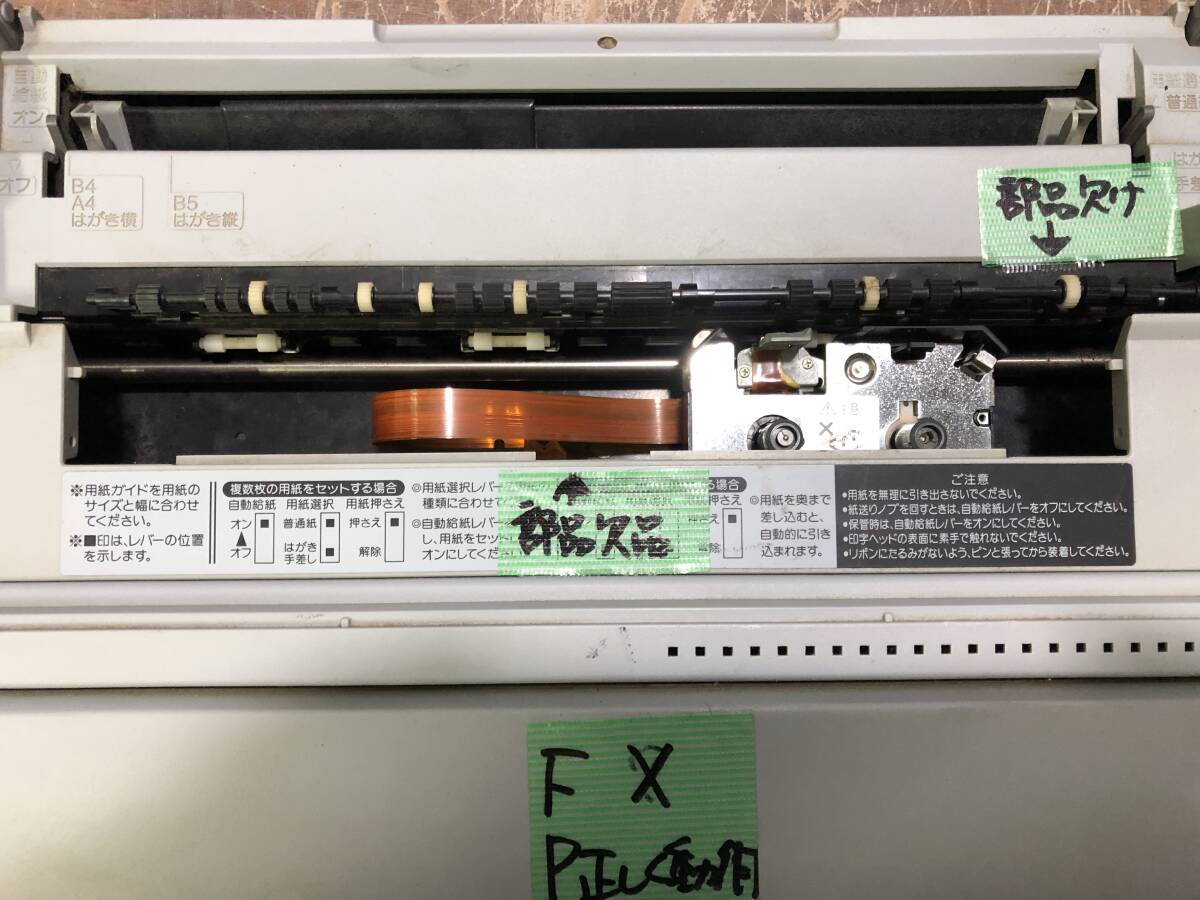 自動
給紙
オン
オフ
B4
A4
はがき横
B5
はがき縦
普通
はが
手差
部品欠け
↓
※用紙ガイドを用紙の
サイズと幅に合わせ
てください。
※■印は、レバーの位置
を示します。
複数枚の用紙をセットする場合
自動給紙 用紙選択 用紙押さえ
オン 普通紙 押さえ
オフ はがき 解除
手差し
◎用紙選択レバ
種類に合わせて
◎自動給紙レバー
し、用紙をセット
オンにしてくだ
る場合
押さえ
さえ
解除
◎用紙を奥まで
差し込むと、
自動的に引き
込まれます。
ご注意
●用紙を無理に引き出さないでください。
●紙送りノブを回すときは、自動給紙レバーをオフにしてください。
●保管時は、自動給紙レバーをオンにしてください。
●印字ヘッドの表面に素手で触れないでください。
●リボンにたるみがないよう、ピンと張ってから装着してください。
↑
部品欠品
F X
P正しく動作